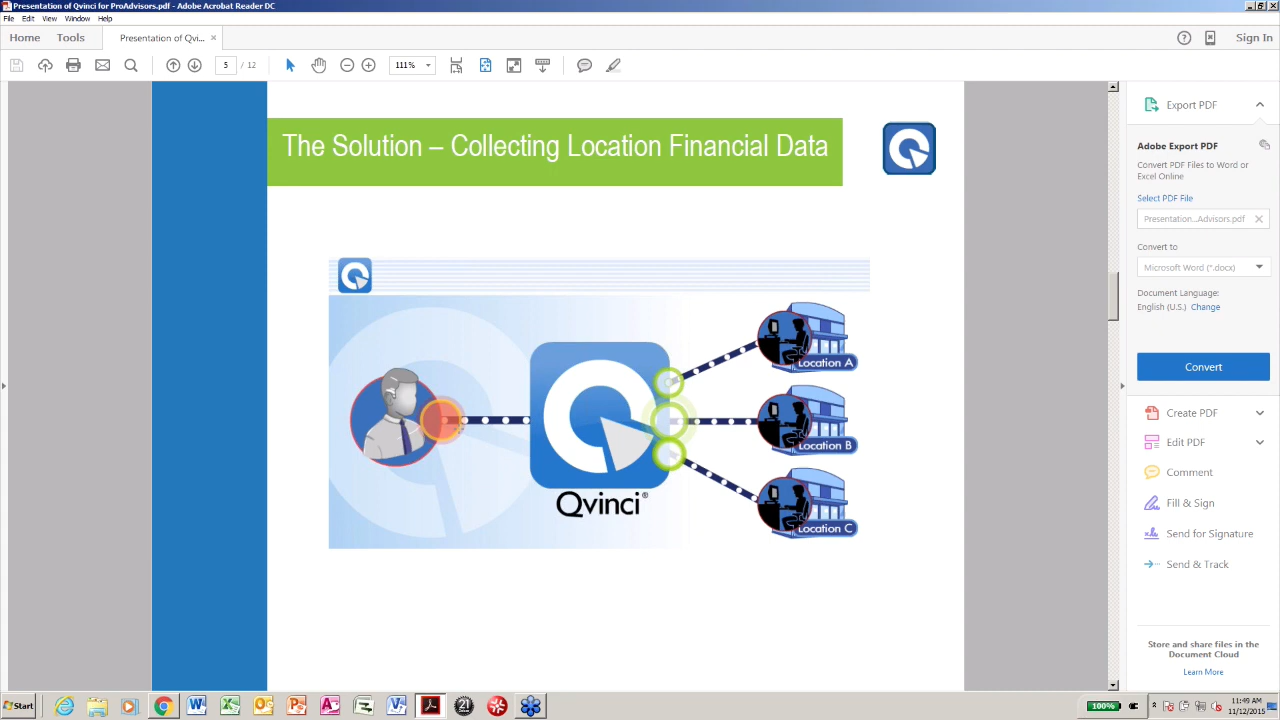 Presentation of Qvinci for ProAdvisors.pdf - Adobe Acrobat Reader DC
File Edit View Window Help
Home Tools Presentation of Qvi... × Sign In
5 / 12 111%
The Solution – Collecting Location Financial Data
Location A
Location B
Location C
Qvinci®
Export PDF
Adobe Export PDF
Convert PDF Files to Word or
Excel Online
Select PDF File
Presentation...Advisors.pdf
Convert to
Microsoft Word (*.docx)
Document Language:
English (U.S.) Change
Convert
Create PDF
Edit PDF
Comment
Fill & Sign
Send for Signature
Send & Track
Store and share files in the
Document Cloud
Learn More
Start
100%
11:49 AM
11/12/2015